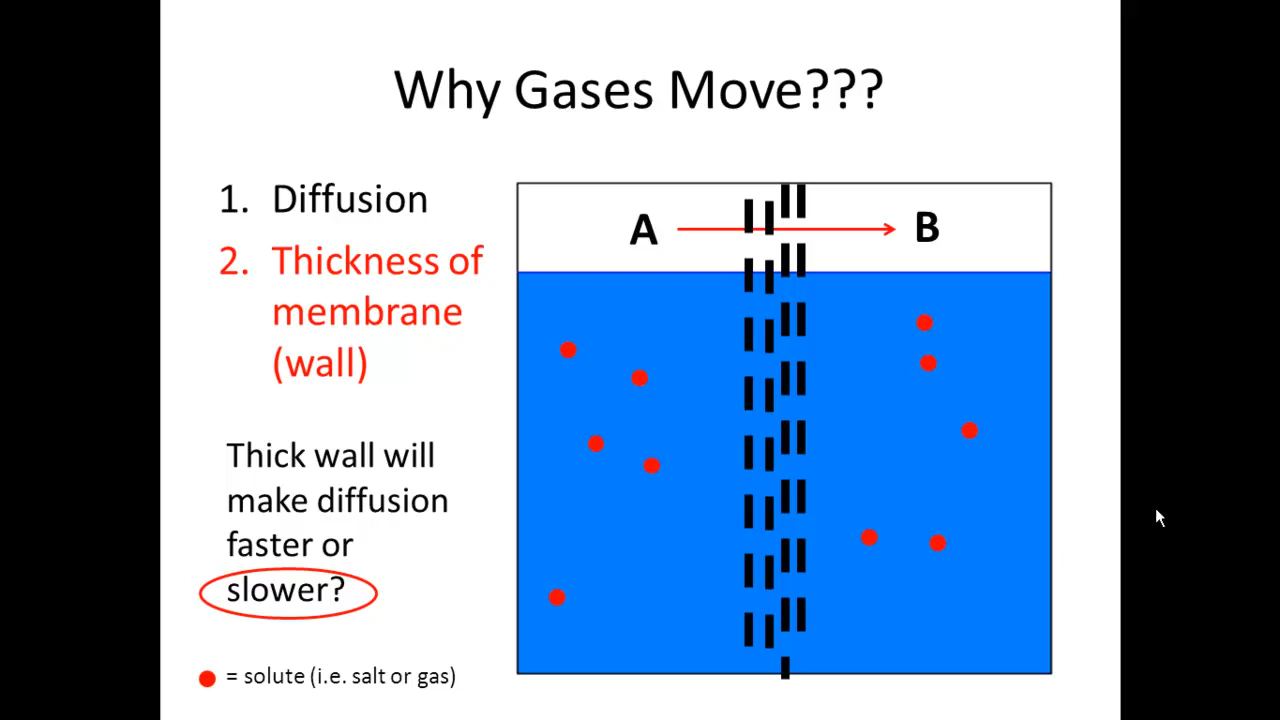 Why Gases Move???
1. Diffusion
2. Thickness of
membrane
(wall)
Thick wall will
make diffusion
faster or
slower?
= solute (i.e. salt or gas)
A
B